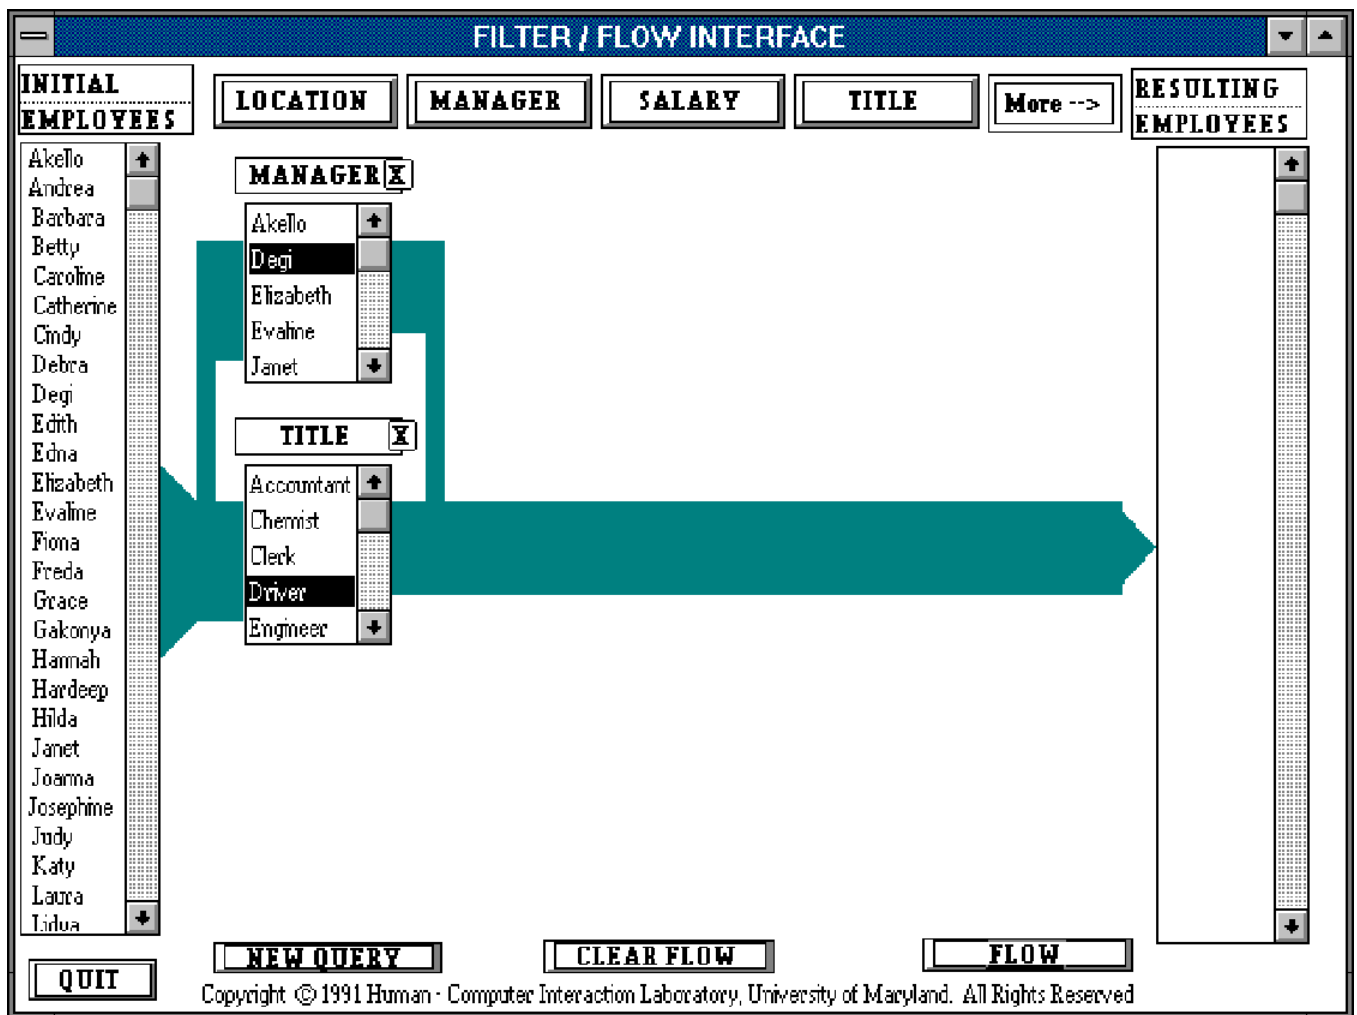 FILTER / FLOW INTERFACE
INITIAL
EMPLOYEES
LOCATION
MANAGER
SALARY
TITLE
More -->
RESULTING
EMPLOYEES
Akello
Andrea
Barbara
Betty
Caroline
Catherine
Cindy
Debra
Degi
Edith
Edna
Elizabeth
Evaline
Fiona
Freda
Grace
Gakonya
Hannah
Hardeep
Hilda
Janet
Joanna
Josephine
Judy
Katy
Laura
Lidua
MANAGER X
Akello
Degi
Elizabeth
Evaline
Janet
TITLE X
Accountant
Chemist
Clerk
Driver
Engineer
NEW QUERY
CLEAR FLOW
FLOW
QUIT
Copyright © 1991 Human - Computer Interaction Laboratory, University of Maryland. All Rights Reserved